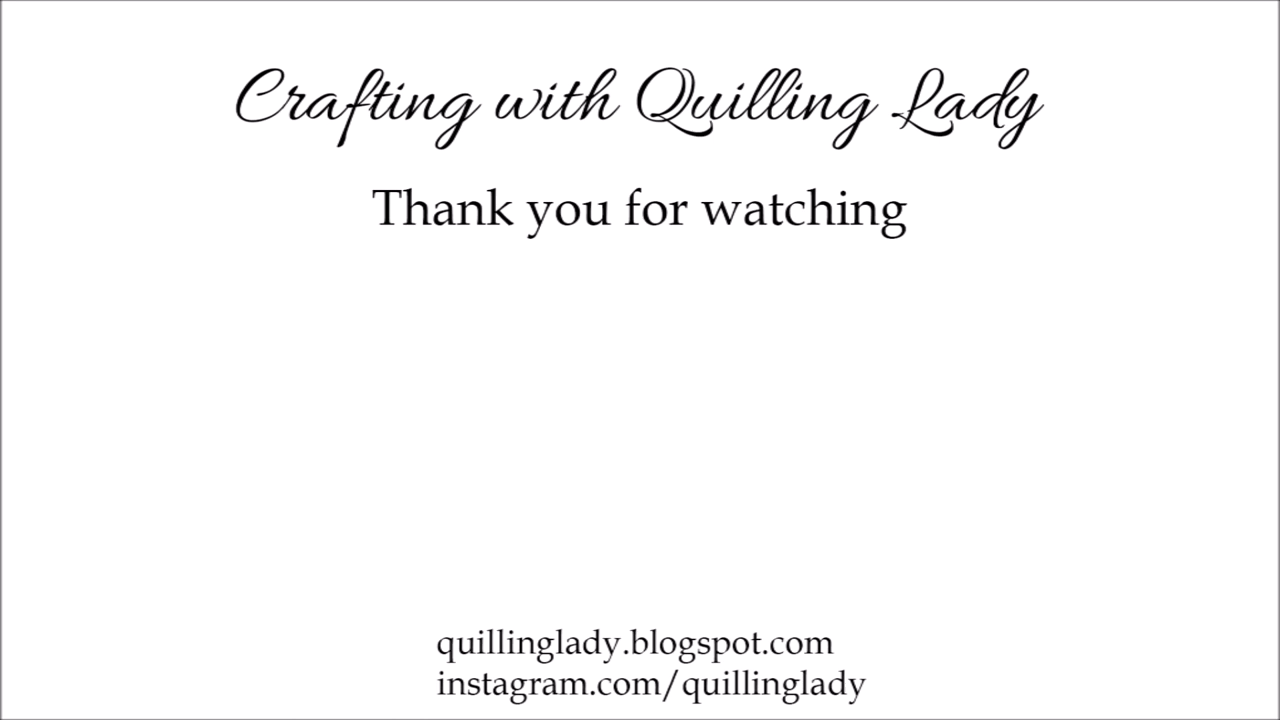 Crafting with Quilling Lady
Thank you for watching
quillinglady.blogspot.com
instagram.com/quillinglady